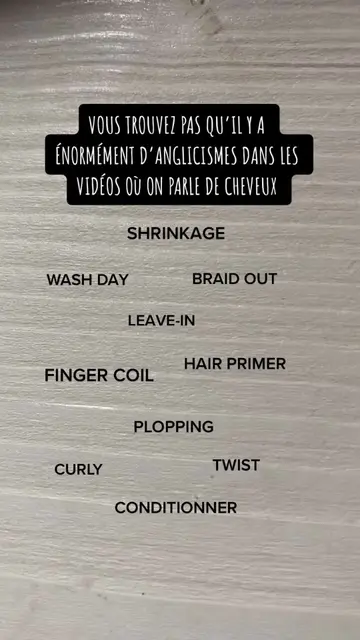 VOUS TROUVEZ PAS QU'IL Y A
ÉNORMÉMENT D'ANGLICISMES DANS LES
VIDÉOS OÙ ON PARLE DE CHEVEUX
SHRINKAGE
WASH DAY
BRAID OUT
LEAVE-IN
HAIR PRIMER
FINGER COIL
PLOPPING
CURLY
TWIST
CONDITIONNER